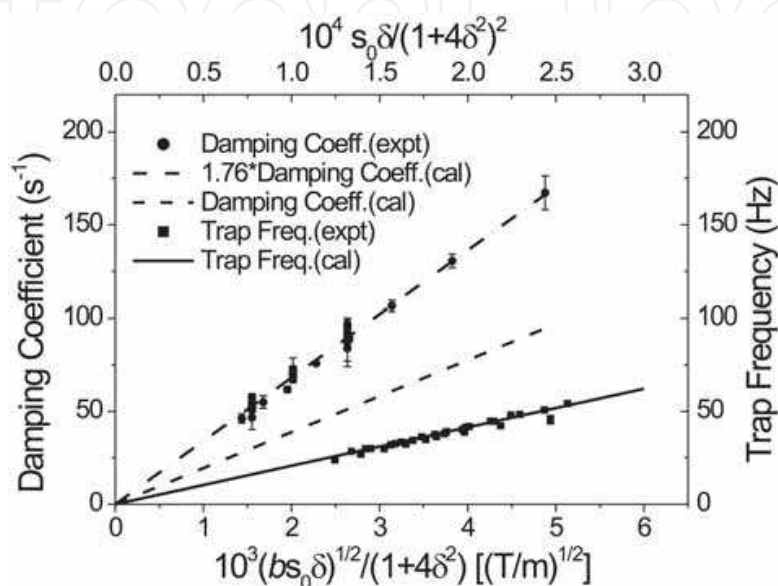 10⁴ s₀δ/(1+4δ²)²
0.0 0.5 1.0 1.5 2.0 2.5 3.0
200
150
100
50
0
Damping Coefficient (s⁻¹)
Damping Coeff.(expt)
1.76*Damping Coeff.(cal)
Damping Coeff.(cal)
Trap Freq.(expt)
Trap Freq.(cal)
200
150
100
50
0
Trap Frequency (Hz)
0 1 2 3 4 5 6
10³(bs₀δ)¹/²/(1+4δ²) [(T/m)¹/²]